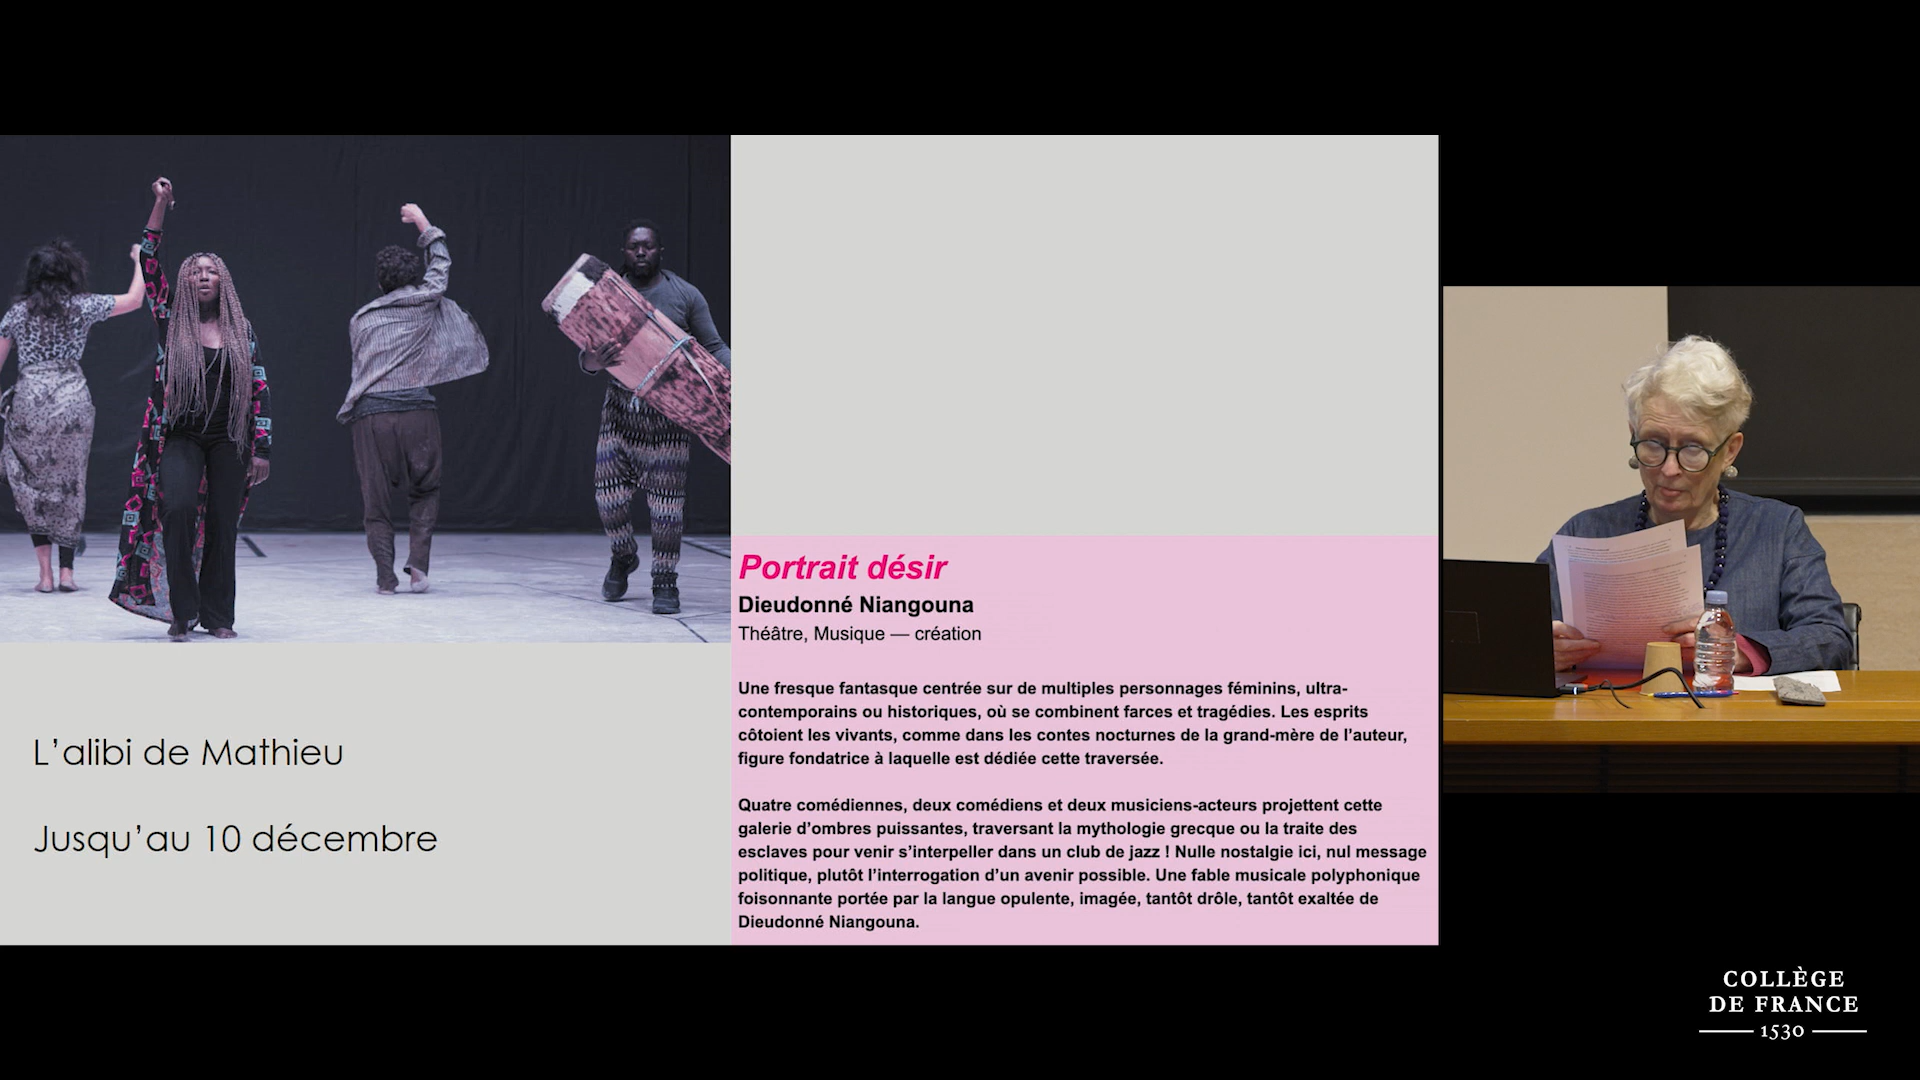 L’alibi de Mathieu
Jusqu’au 10 décembre
Portrait désir
Dieudonné Niangouna
Théâtre, Musique — création
Une fresque fantasque centrée sur de multiples personnages féminins, ultra-
contemporains ou historiques, où se combinent farces et tragédies. Les esprits
côtoient les vivants, comme dans les contes nocturnes de la grand-mère de l’auteur,
figure fondatrice à laquelle est dédiée cette traversée.
Quatre comédiennes, deux comédiens et deux musiciens-acteurs projettent cette
galerie d’ombres puissantes, traversant la mythologie grecque ou la traite des
esclaves pour venir s’interpeller dans un club de jazz ! Nulle nostalgie ici, nul message
politique, plutôt l’interrogation d’un avenir possible. Une fable musicale polyphonique
foisonnante portée par la langue opulente, imagée, tantôt drôle, tantôt exaltée de
Dieudonné Niangouna.
COLLÈGE
DE FRANCE
1530